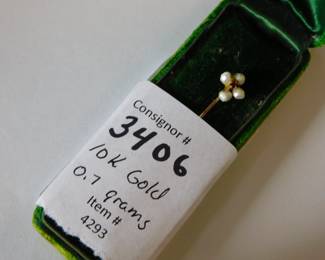 Consignor #
3406
10K Gold
0.7 grams
Item #
4293